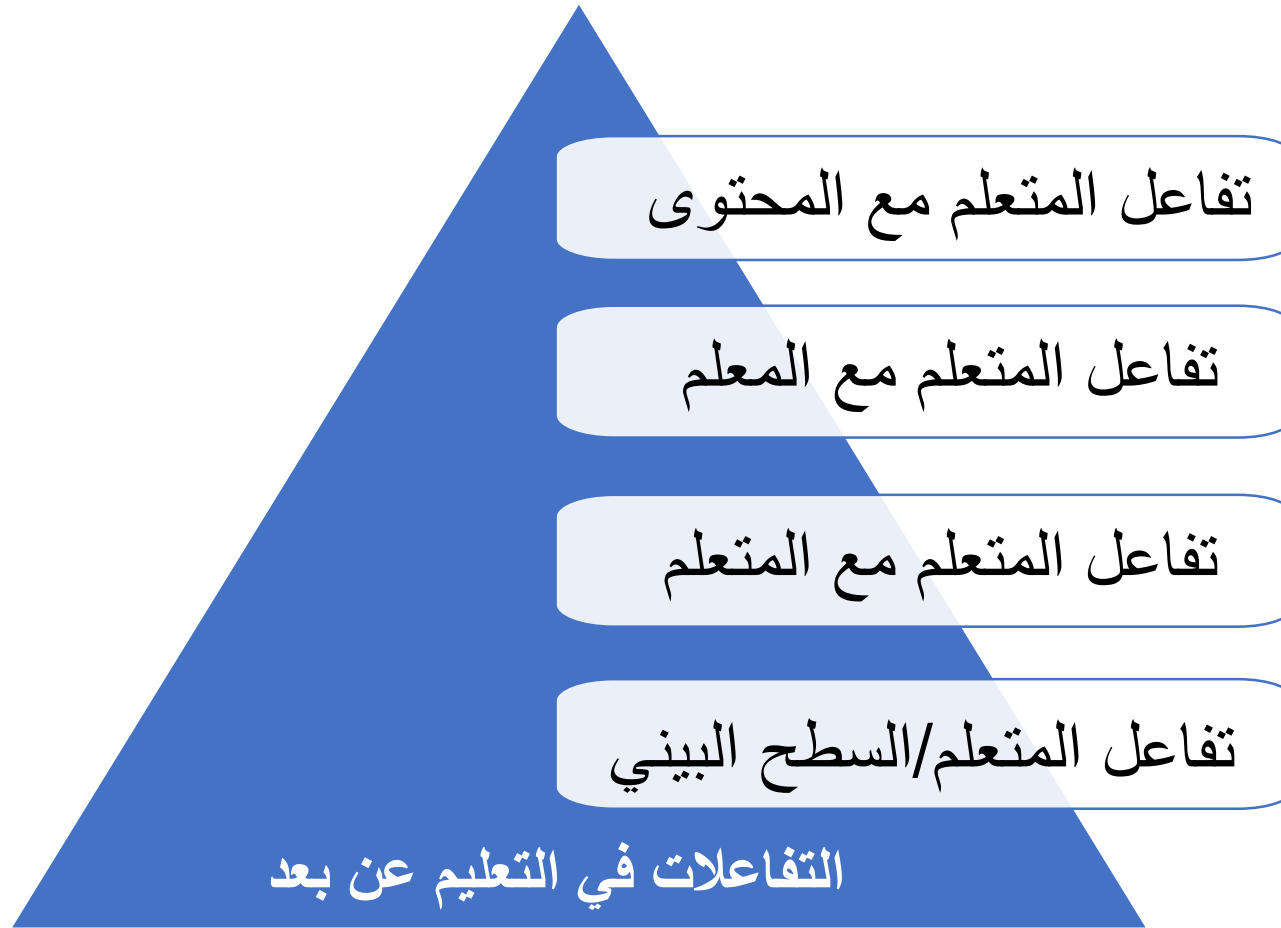 تفاعل المتعلم مع المحتوى
تفاعل المتعلم مع المعلم
تفاعل المتعلم مع المتعلم
تفاعل المتعلم/السطح البيني
التفاعلات في التعليم عن بعد